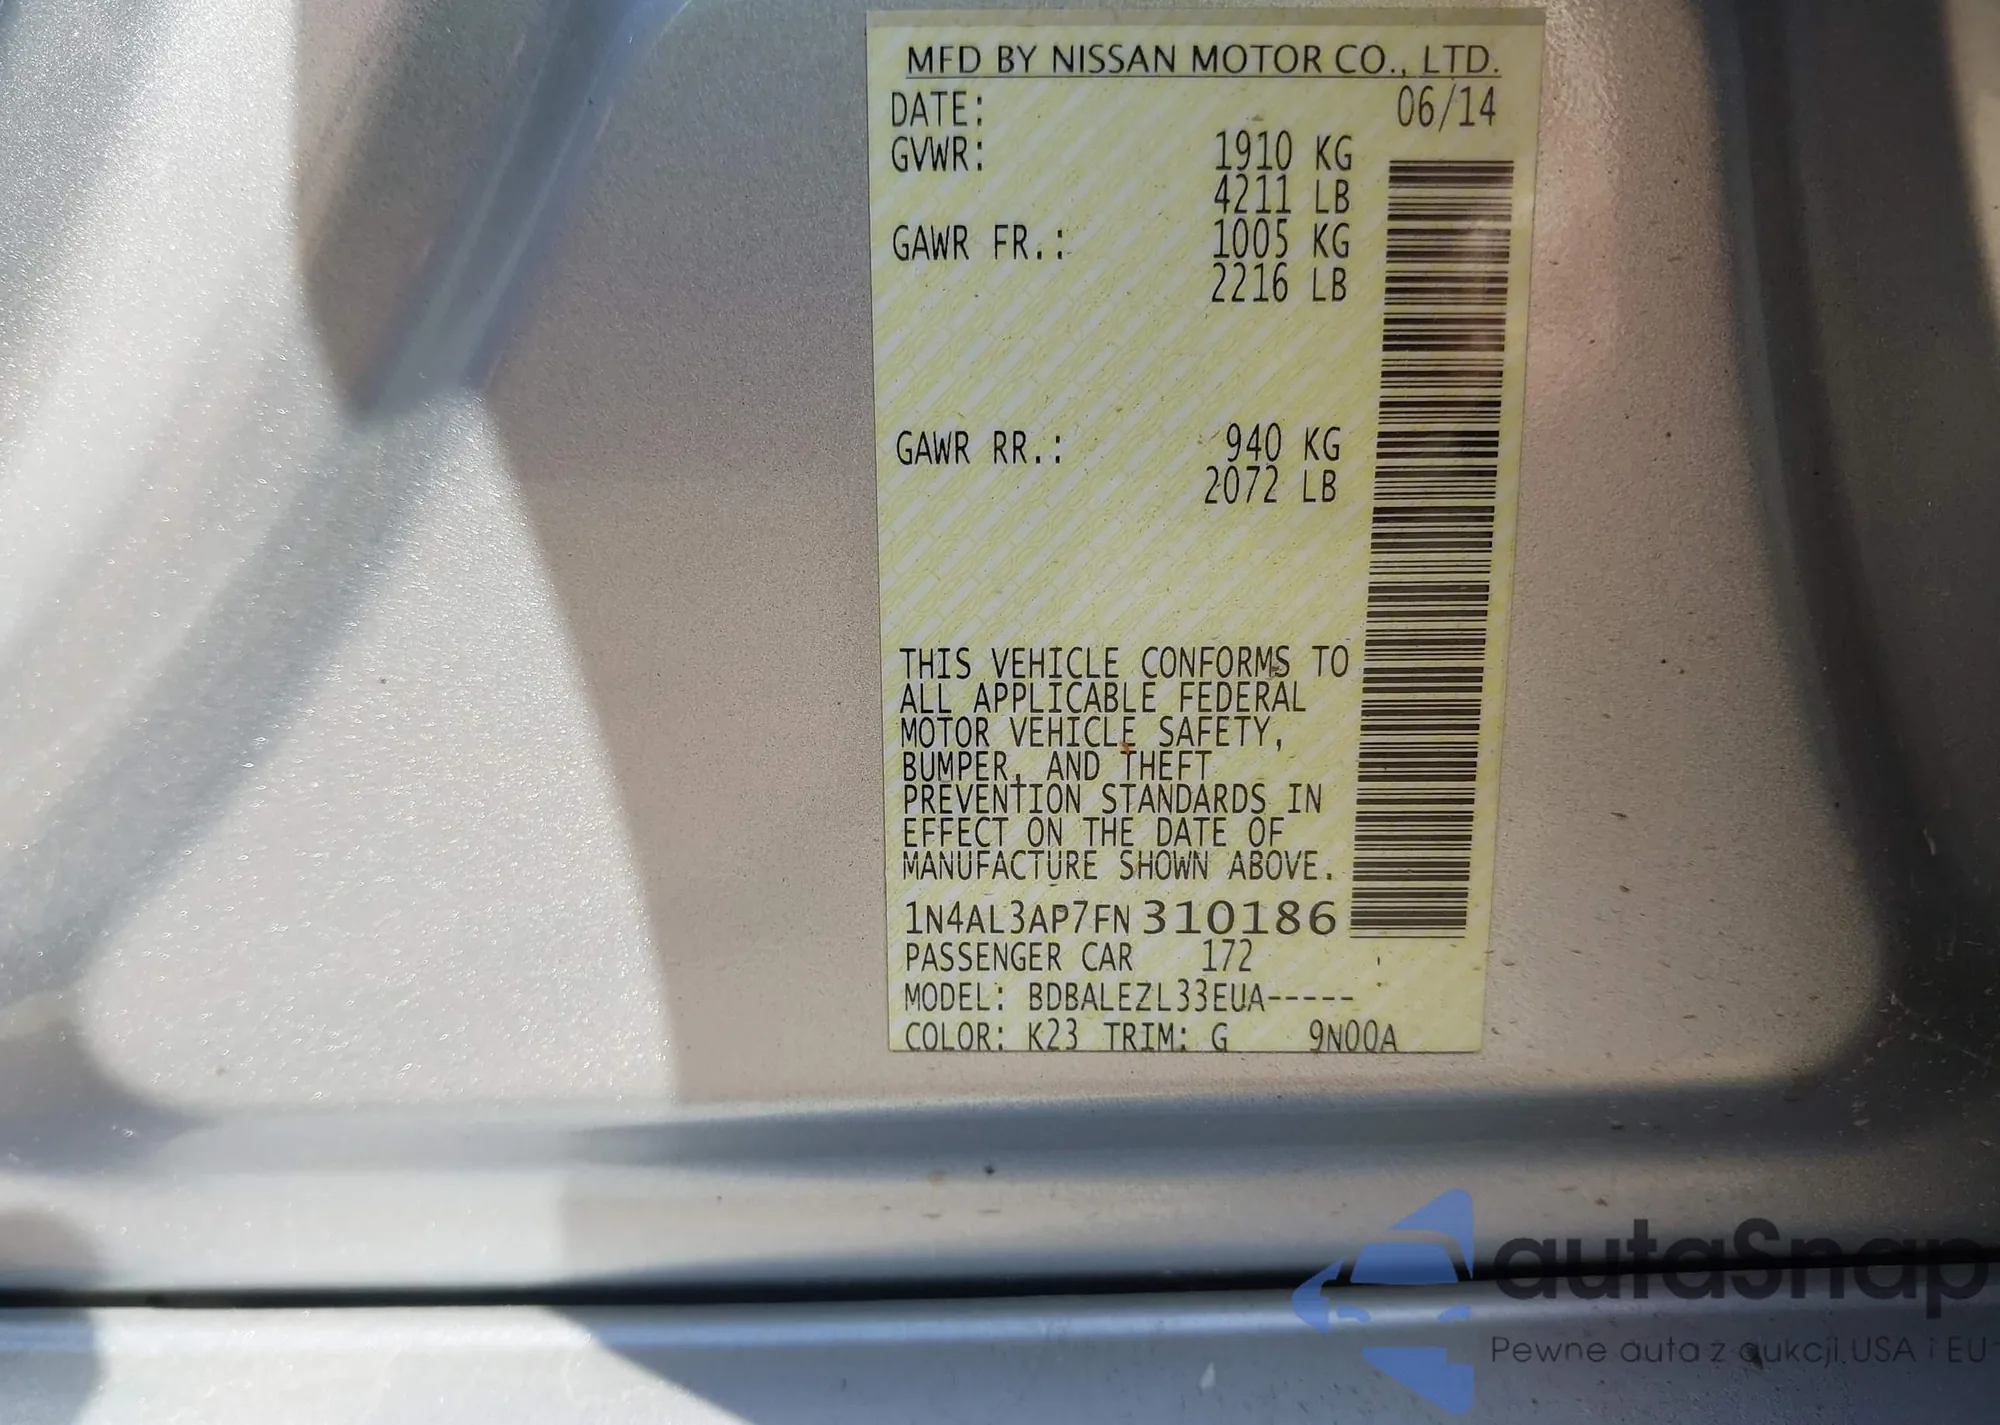 MFD BY NISSAN MOTOR CO., LTD.
DATE: 06/14
GVWR: 1910 KG
4211 LB
GAWR FR.: 1005 KG
2216 LB
GAWR RR.: 940 KG
2072 LB
THIS VEHICLE CONFORMS TO
ALL APPLICABLE FEDERAL
MOTOR VEHICLE SAFETY,
BUMPER, AND THEFT
PREVENTION STANDARDS IN
EFFECT ON THE DATE OF
MANUFACTURE SHOWN ABOVE.
1N4AL3AP7FN310186
PASSENGER CAR 172
MODEL: BDBALEZL33EUA-----
COLOR: K23 TRIM: G 9N00A
autaSnap
Pewne auta z aukcji USA i EU